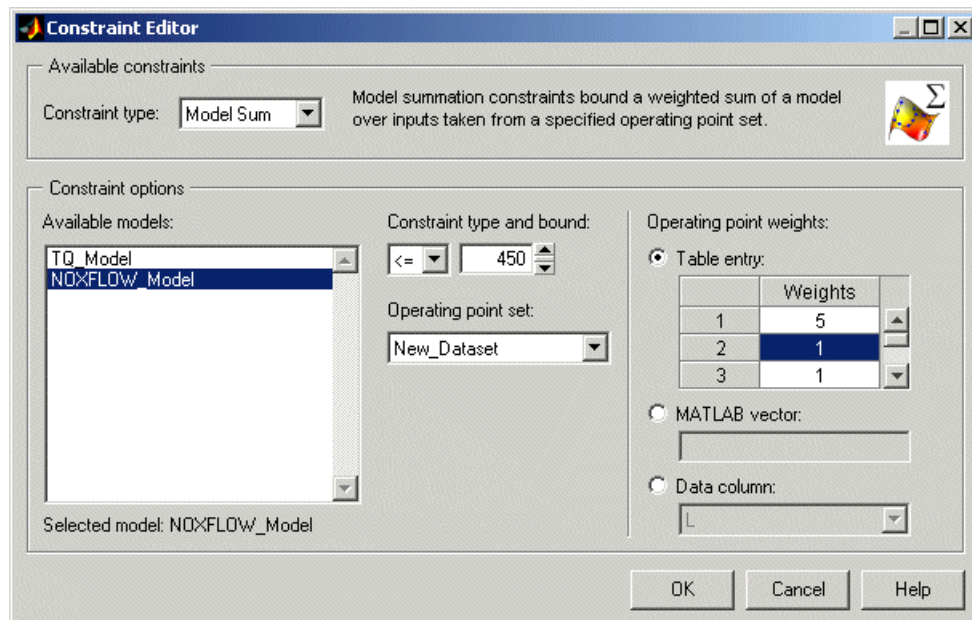 Constraint Editor
Available constraints
Constraint type:
Model Sum
Model summation constraints bound a weighted sum of a model
over inputs taken from a specified operating point set.
Σ
Constraint options
Available models:
TQ_Model
NOXFLOW_Model
Selected model: NOXFLOW_Model
Constraint type and bound:
<=
450
Operating point set:
New_Dataset
Operating point weights:
Table entry:
Weights
1 5
2 1
3 1
MATLAB vector:
Data column:
L
OK Cancel Help